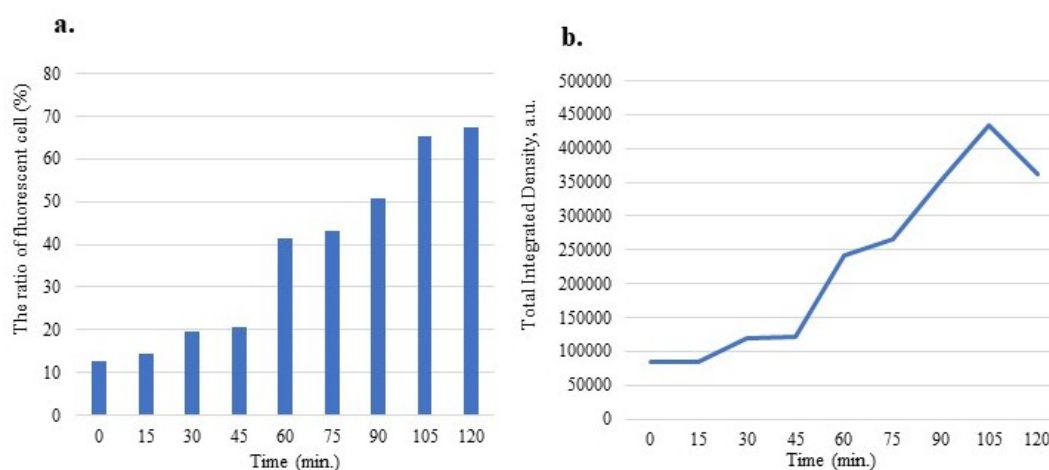 a.
The ratio of fluorescent cell (%)
80
70
60
50
40
30
20
10
0
0 15 30 45 60 75 90 105 120
Time (min.)
b.
Total Integrated Density, a.u.
500000
450000
400000
350000
300000
250000
200000
150000
100000
50000
0
0 15 30 45 60 75 90 105 120
Time (min.)